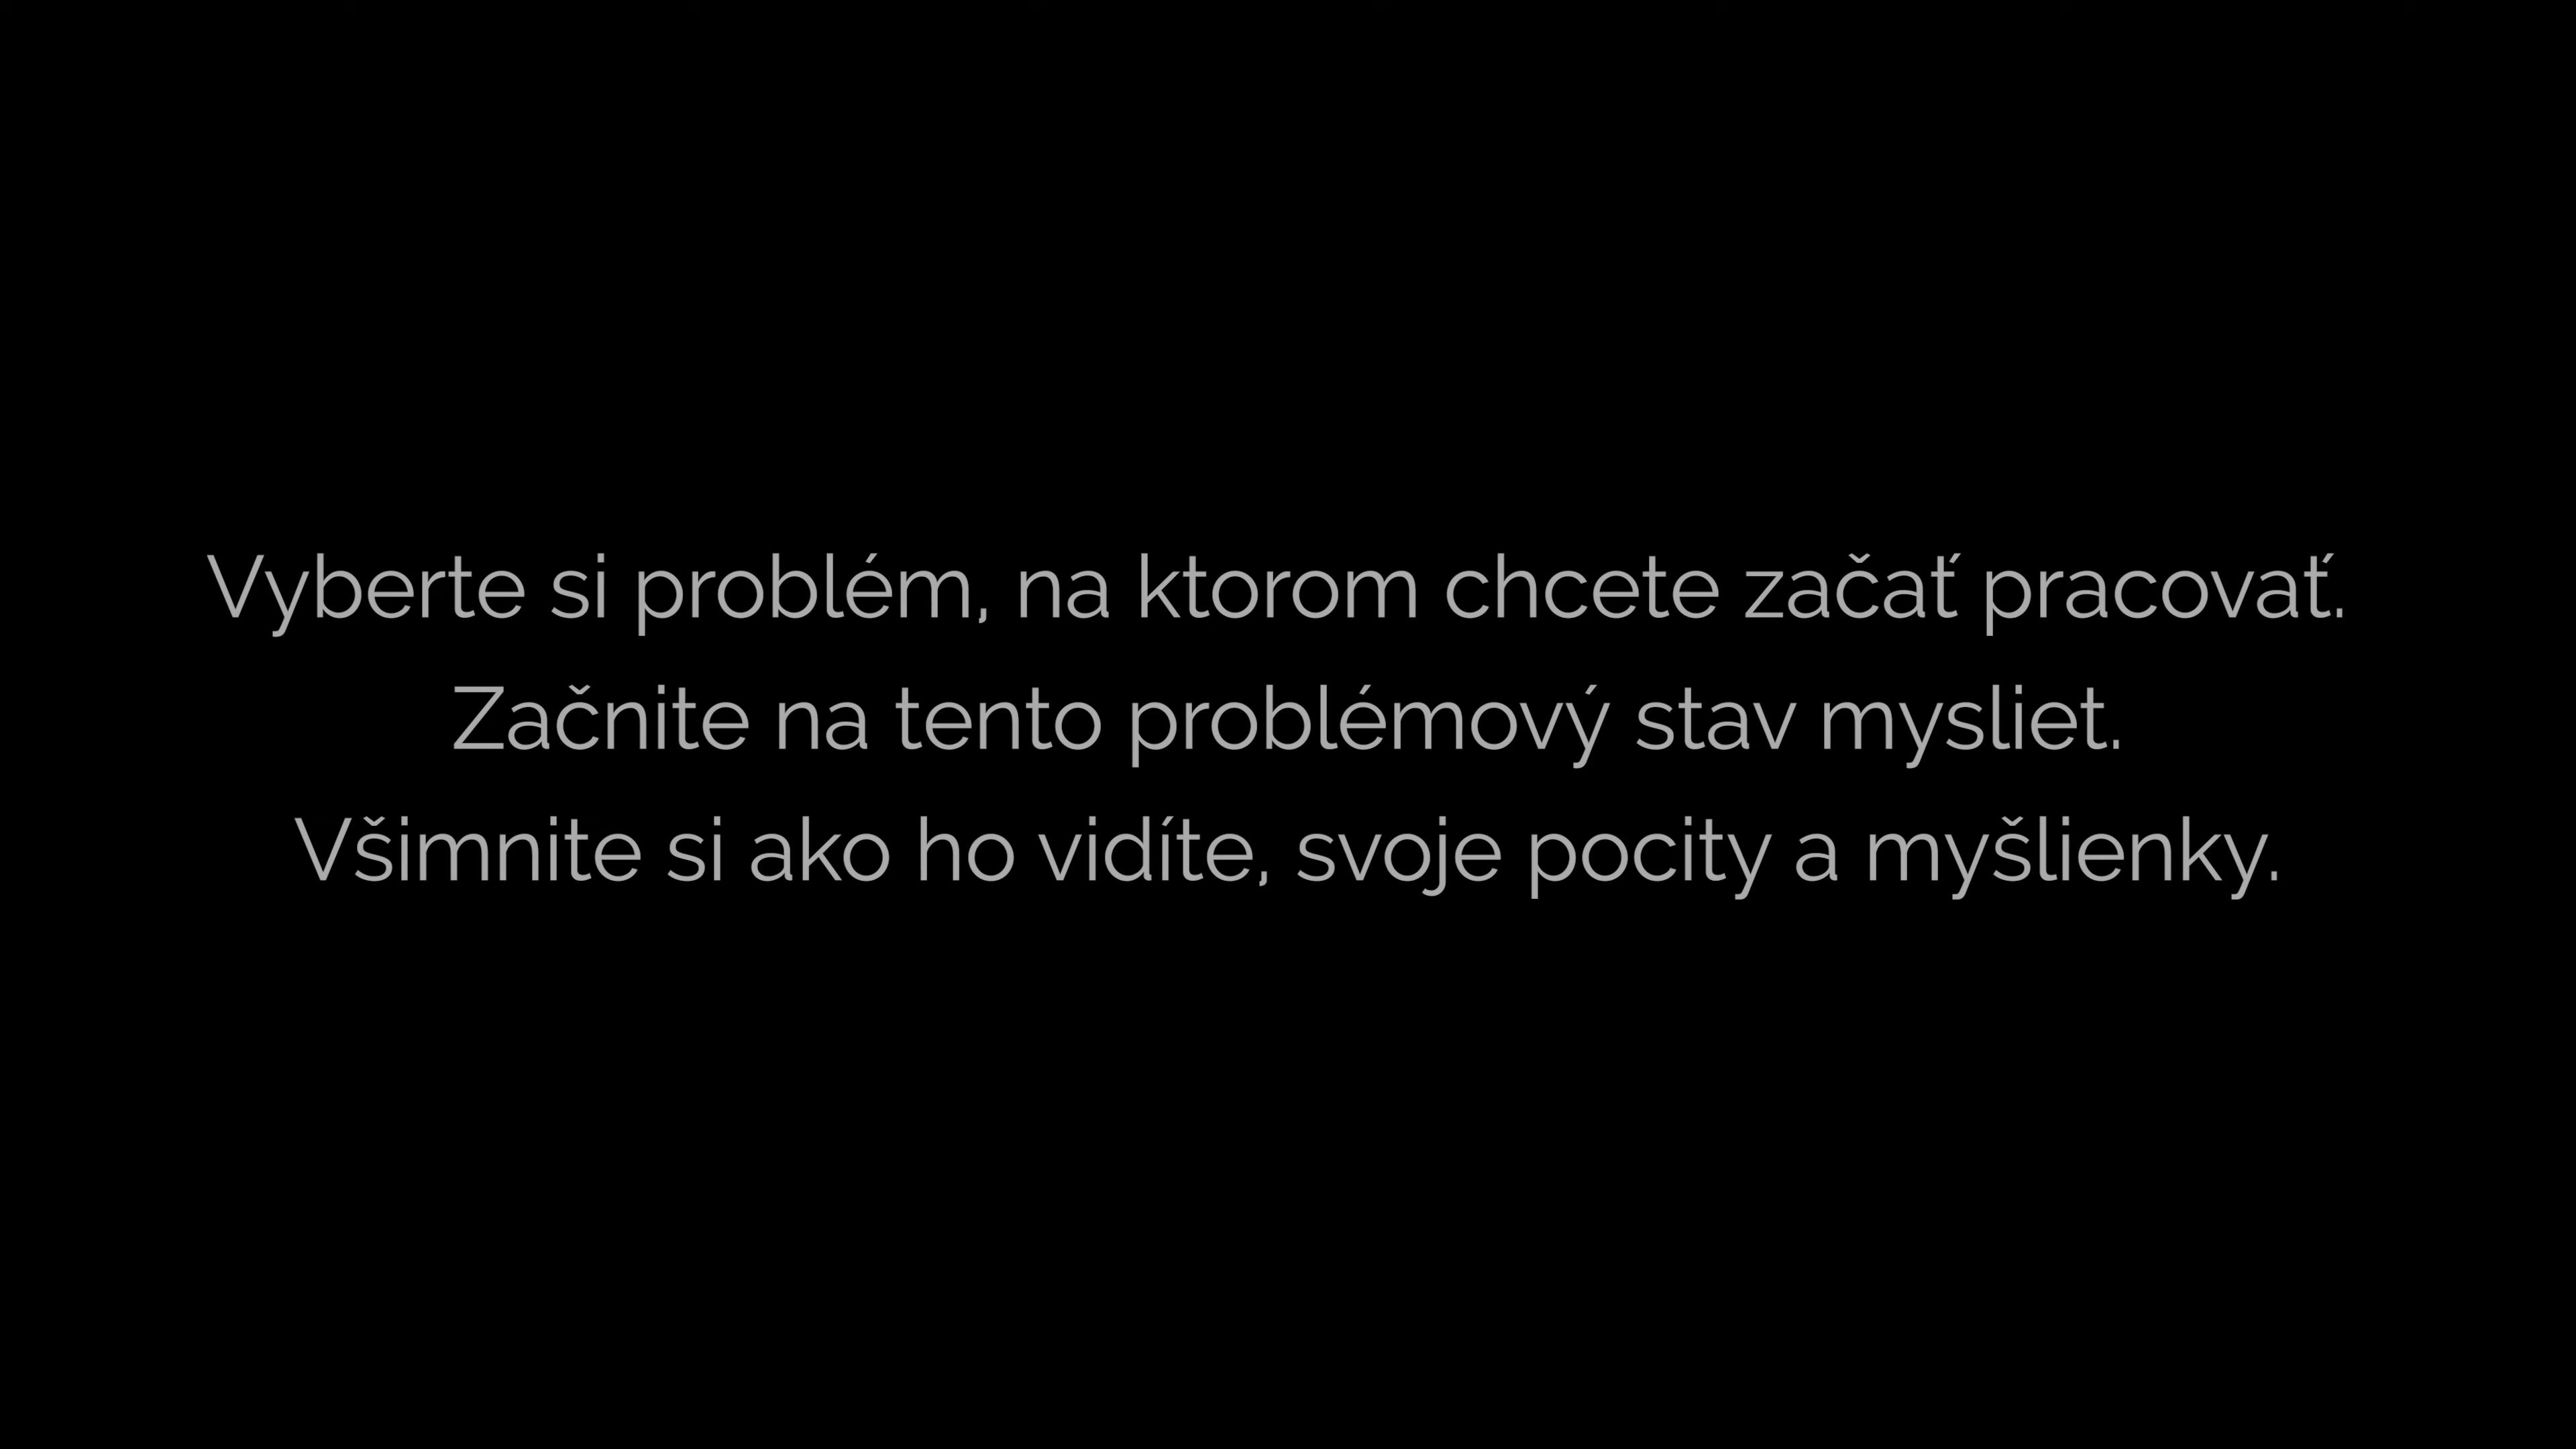 Vyberte si problém, na ktorom chcete začať pracovať.
Začnite na tento problémový stav mysliet.
Všimnite si ako ho vidíte, svoje pocity a myšlienky.